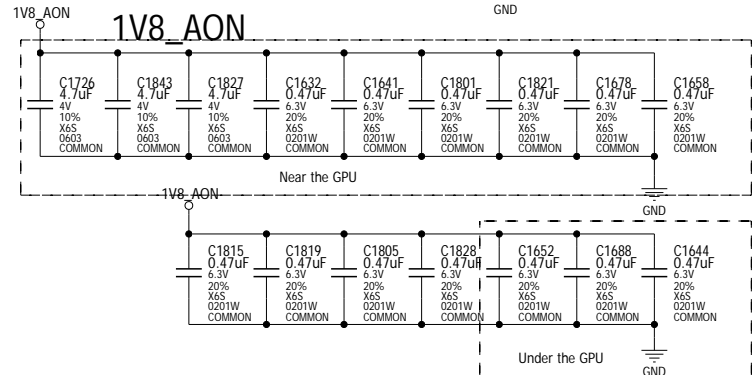 1V8_AON
GND
1V8_AON
C1726
4.7uF
4V
10%
X6S
0603
COMMON
C1843
4.7uF
4V
10%
X6S
0603
COMMON
C1827
4.7uF
4V
10%
X6S
0603
COMMON
C1632
0.47uF
6.3V
20%
X6S
0201W
COMMON
C1641
0.47uF
6.3V
20%
X6S
0201W
COMMON
C1801
0.47uF
6.3V
20%
X6S
0201W
COMMON
C1821
0.47uF
6.3V
20%
X6S
0201W
COMMON
C1678
0.47uF
6.3V
20%
X6S
0201W
COMMON
C1658
0.47uF
6.3V
20%
X6S
0201W
COMMON
Near the GPU
GND
1V8_AON
C1815
0.47uF
6.3V
20%
X6S
0201W
COMMON
C1819
0.47uF
6.3V
20%
X6S
0201W
COMMON
C1805
0.47uF
6.3V
20%
X6S
0201W
COMMON
C1828
0.47uF
6.3V
20%
X6S
0201W
COMMON
C1652
0.47uF
6.3V
20%
X6S
0201W
COMMON
C1688
0.47uF
6.3V
20%
X6S
0201W
COMMON
C1644
0.47uF
6.3V
20%
X6S
0201W
COMMON
Under the GPU
GND